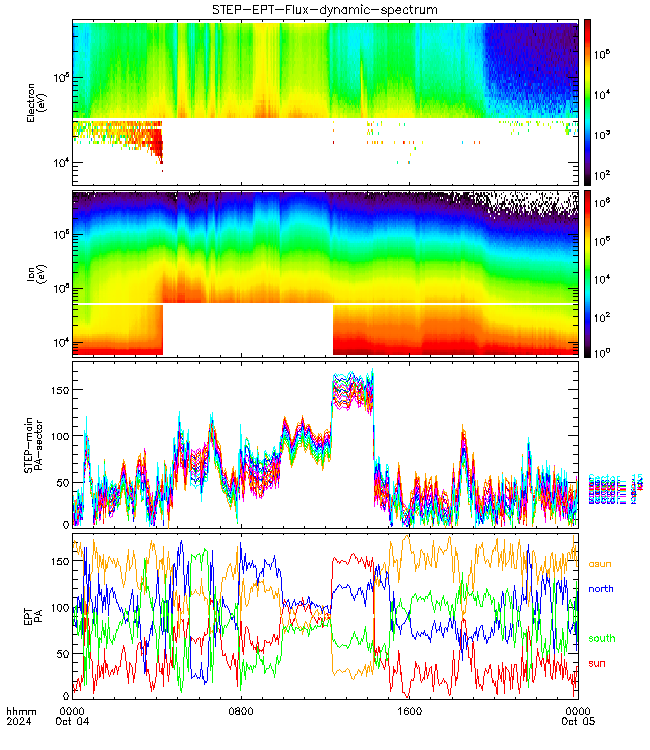 STEP-EPT-Flux-dynamic-spectrum
Electron
(eV)
10^5
10^4
10^5
10^4
10^3
10^2
Ion
(eV)
10^6
10^5
10^4
10^6
10^4
10^2
10^0
STEP-main
PA-sector
150
100
50
0
EPT
PA
150
100
50
0
asun
north
south
sun
hhmm
2024
0000
Oct 04
0800
1600
0000
Oct 05